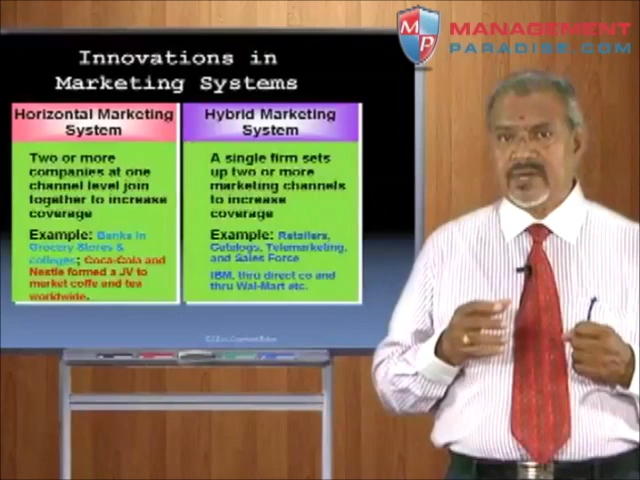 MP
MANAGEMENT
PARADISE.COM
Innovations in
Marketing Systems
Horizontal Marketing
System
Two or more
companies at one
channel level join
together to increase
coverage
Example: Banks in
Grocery Stores &
colleges; Coca-Cola and
Nestle formed a JV to
market coffe and tea
worldwide.
Hybrid Marketing
System
A single firm sets
up two or more
marketing channels
to increase
coverage
Example: Retailers,
Catalogs, Telemarketing,
and Sales Force
IBM, thru direct co and
thru Wal-Mart etc.